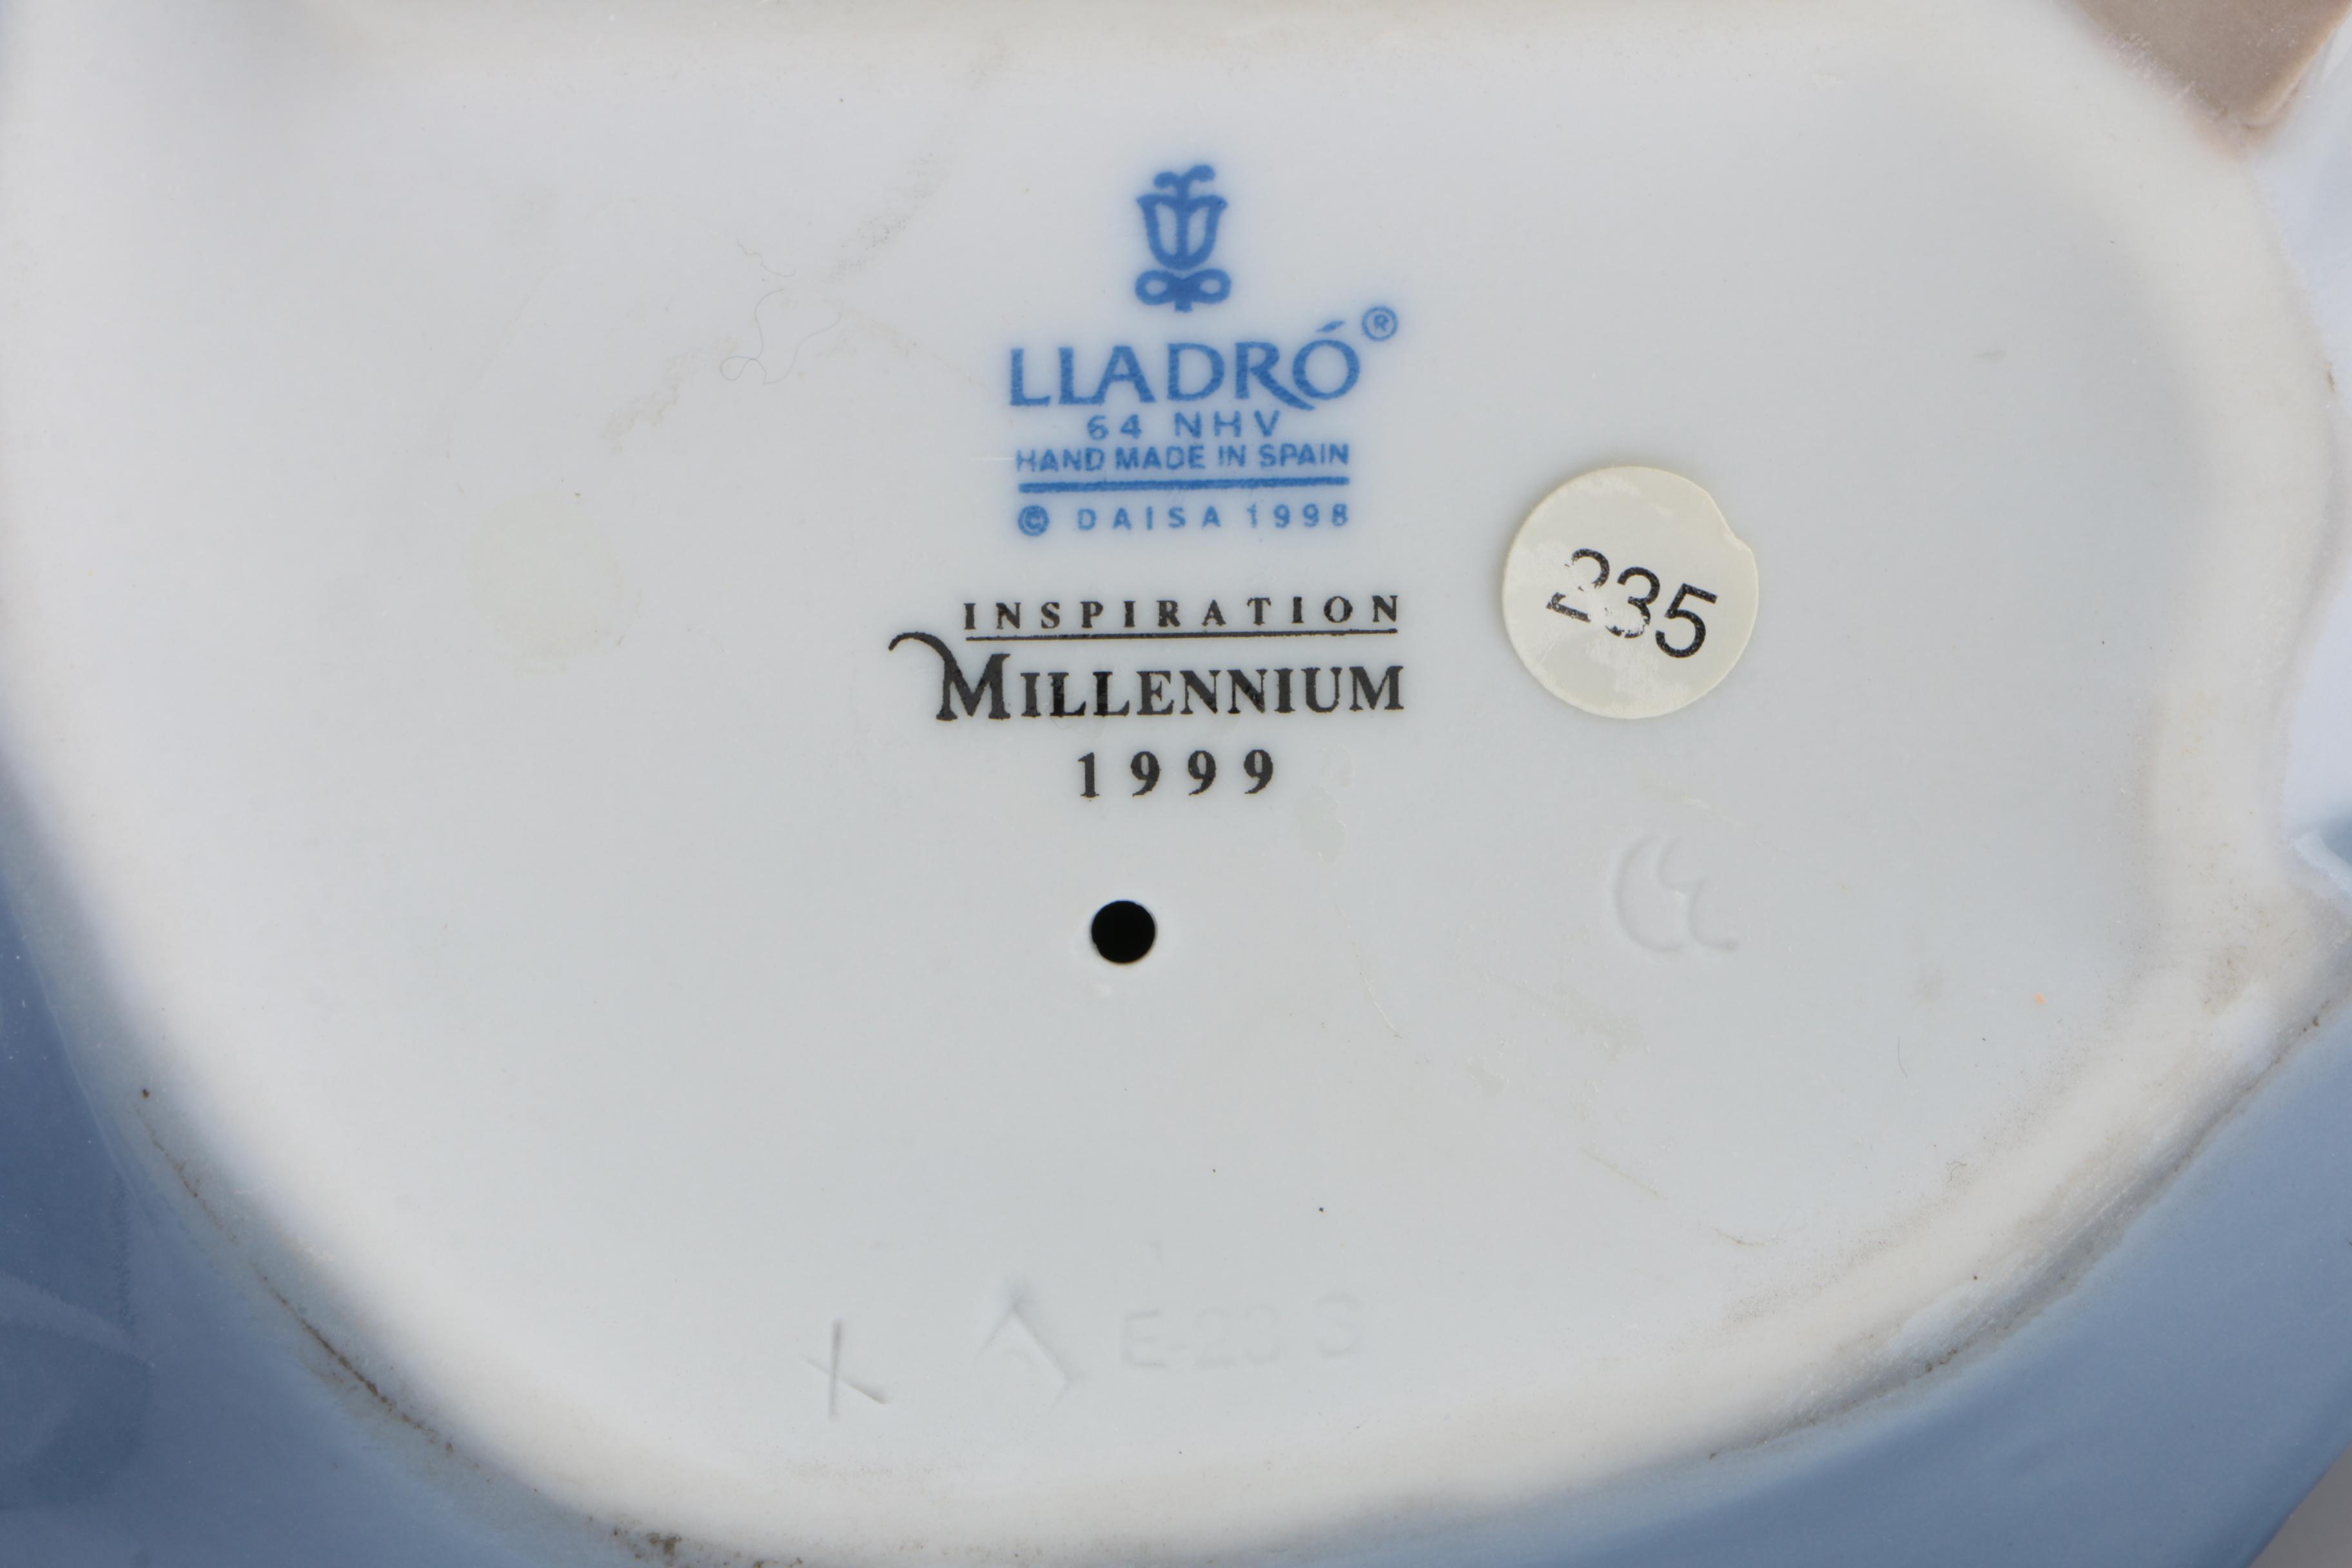 LLADRÓ®
64 NHV
HAND MADE IN SPAIN
© DAISA 1998
INSPIRATION
MILLENNIUM
1999
235